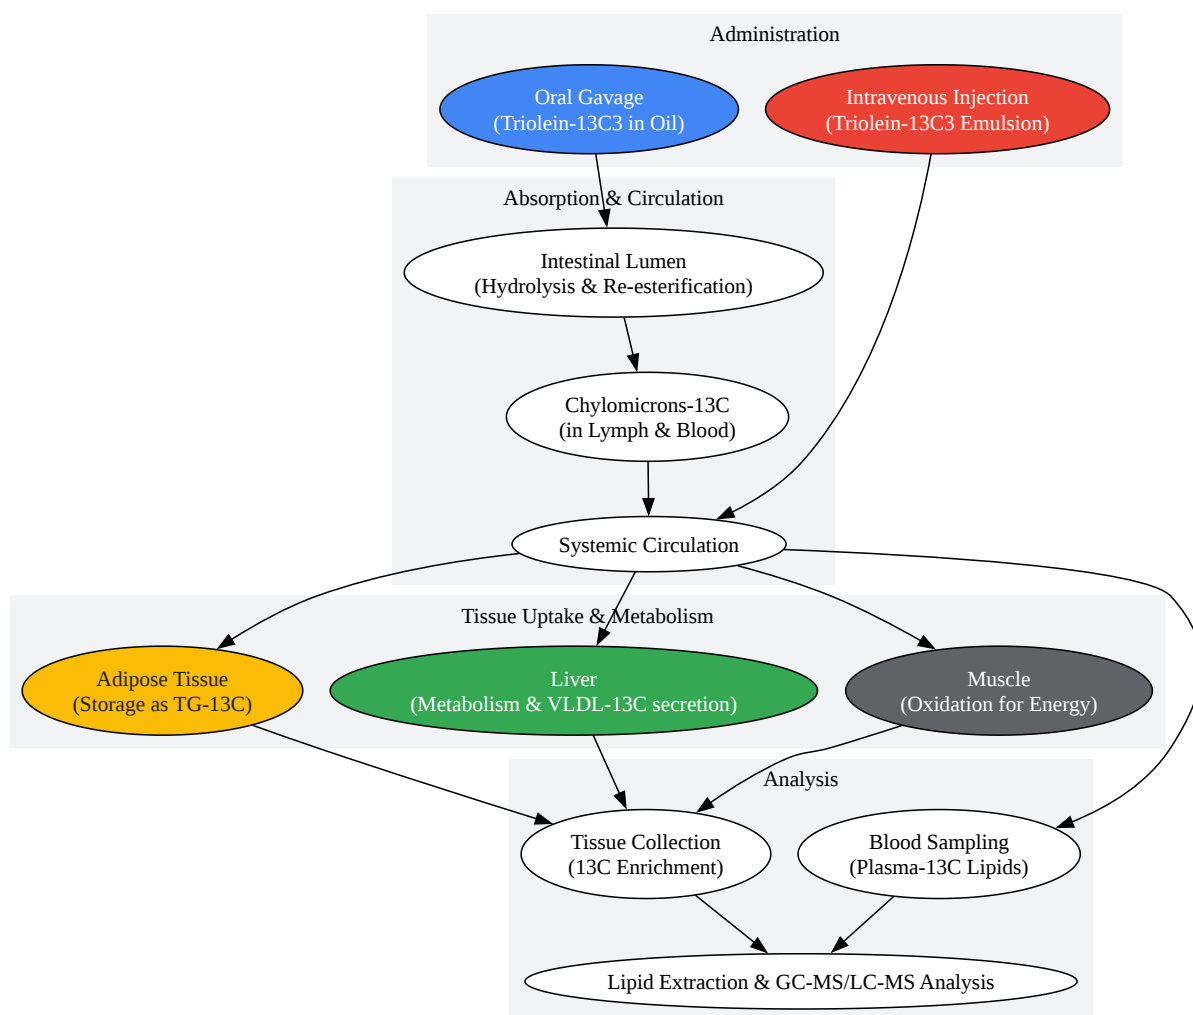 Administration
Oral Gavage
(Triolein-13C3 in Oil)
Intravenous Injection
(Triolein-13C3 Emulsion)
Absorption & Circulation
Intestinal Lumen
(Hydrolysis & Re-esterification)
Chylomicrons-13C
(in Lymph & Blood)
Systemic Circulation
Tissue Uptake & Metabolism
Adipose Tissue
(Storage as TG-13C)
Liver
(Metabolism & VLDL-13C secretion)
Muscle
(Oxidation for Energy)
Analysis
Tissue Collection
(13C Enrichment)
Blood Sampling
(Plasma-13C Lipids)
Lipid Extraction & GC-MS/LC-MS Analysis